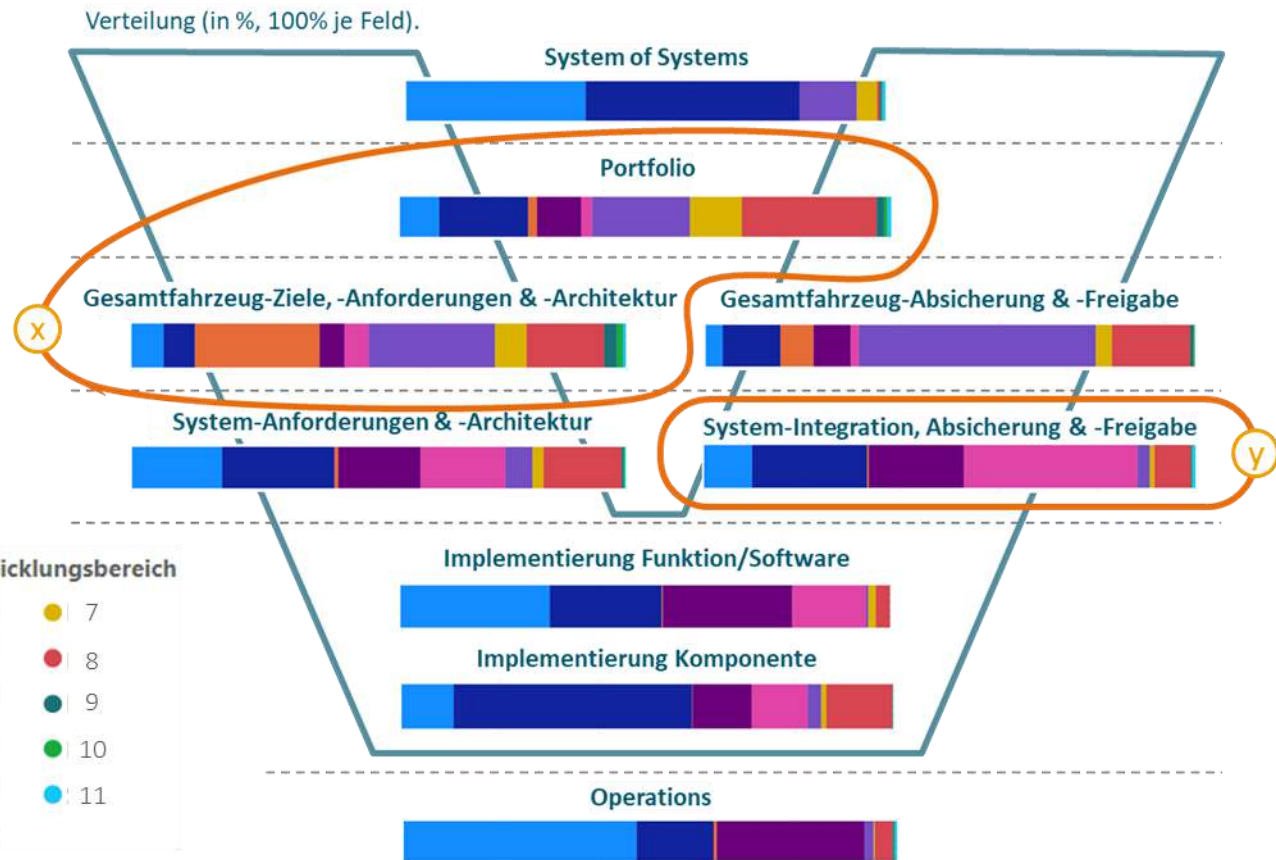 Verteilung (in %, 100% je Feld).
System of Systems
Portfolio
Gesamtfahrzeug-Ziele, -Anforderungen & -Architektur
Gesamtfahrzeug-Absicherung & -Freigabe
x
System-Anforderungen & -Architektur
System-Integration, Absicherung & -Freigabe
y
Implementierung Funktion/Software
icklungsbereich
7
8
9
10
11
Implementierung Komponente
Operations